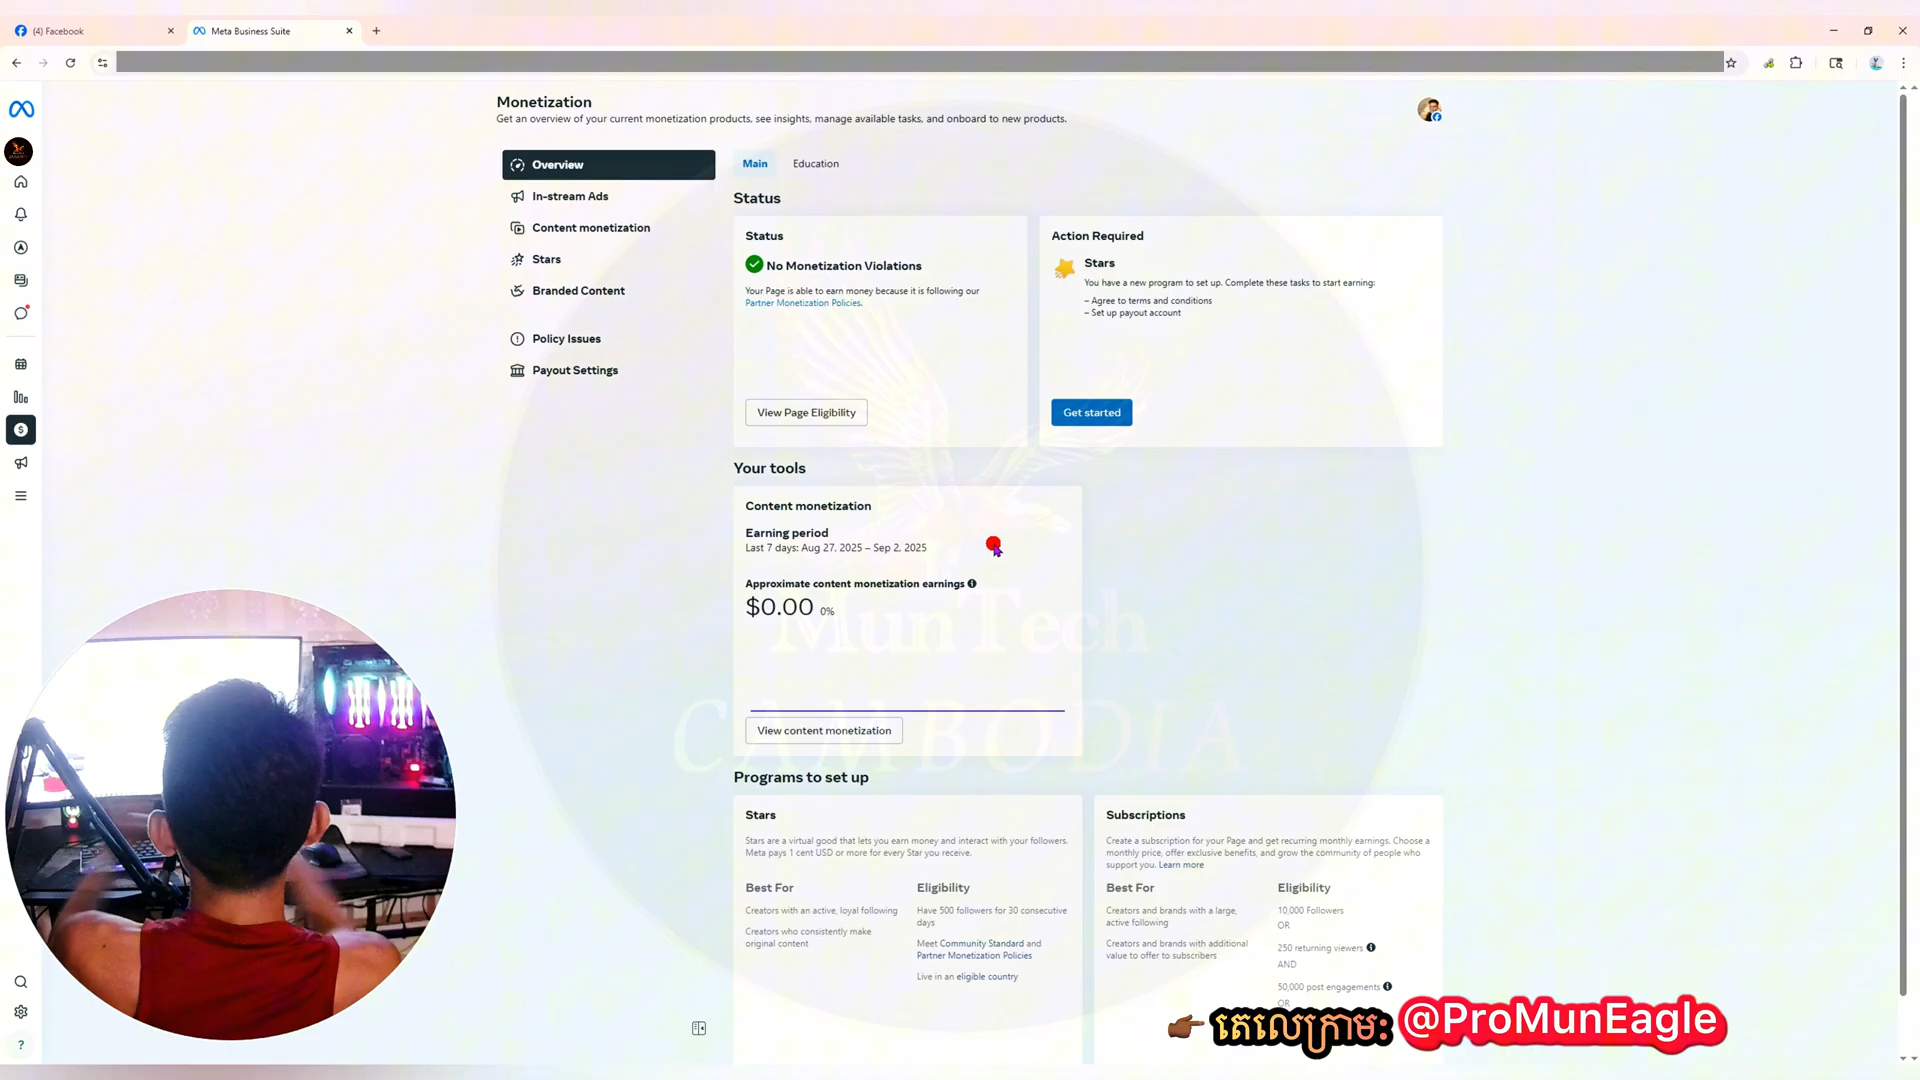 (4) Facebook
Meta Business Suite
Monetization
Get an overview of your current monetization products, see insights, manage available tasks, and onboard to new products.
Overview
In-stream Ads
Content monetization
Stars
Branded Content
Policy Issues
Payout Settings
Main
Education
Status
Status
No Monetization Violations
Your Page is able to earn money because it is following our
Partner Monetization Policies.
View Page Eligibility
Action Required
Stars
You have a new program to set up. Complete these tasks to start earning:
– Agree to terms and conditions
– Set up payout account
Get started
Your tools
Content monetization
Earning period
Last 7 days: Aug 27, 2025 – Sep 2, 2025
Approximate content monetization earnings
$0.00 0%
View content monetization
MunTech
CAMBODIA
Programs to set up
Stars
Stars are a virtual good that lets you earn money and interact with your followers.
Meta pays 1 cent USD or more for every Star you receive.
Best For
Creators with an active, loyal following
Creators who consistently make
original content
Eligibility
Have 500 followers for 30 consecutive
days
Meet Community Standard and
Partner Monetization Policies
Live in an eligible country
Subscriptions
Create a subscription for your Page and get recurring monthly earnings. Choose a
monthly price, offer exclusive benefits, and grow the community of people who
support you. Learn more
Best For
Creators and brands with a large,
active following
Creators and brands with additional
value to offer to subscribers
Eligibility
10,000 Followers
OR
250 returning viewers
AND
50,000 post engagements
OR
តេលេក្រាម: @ProMunEagle